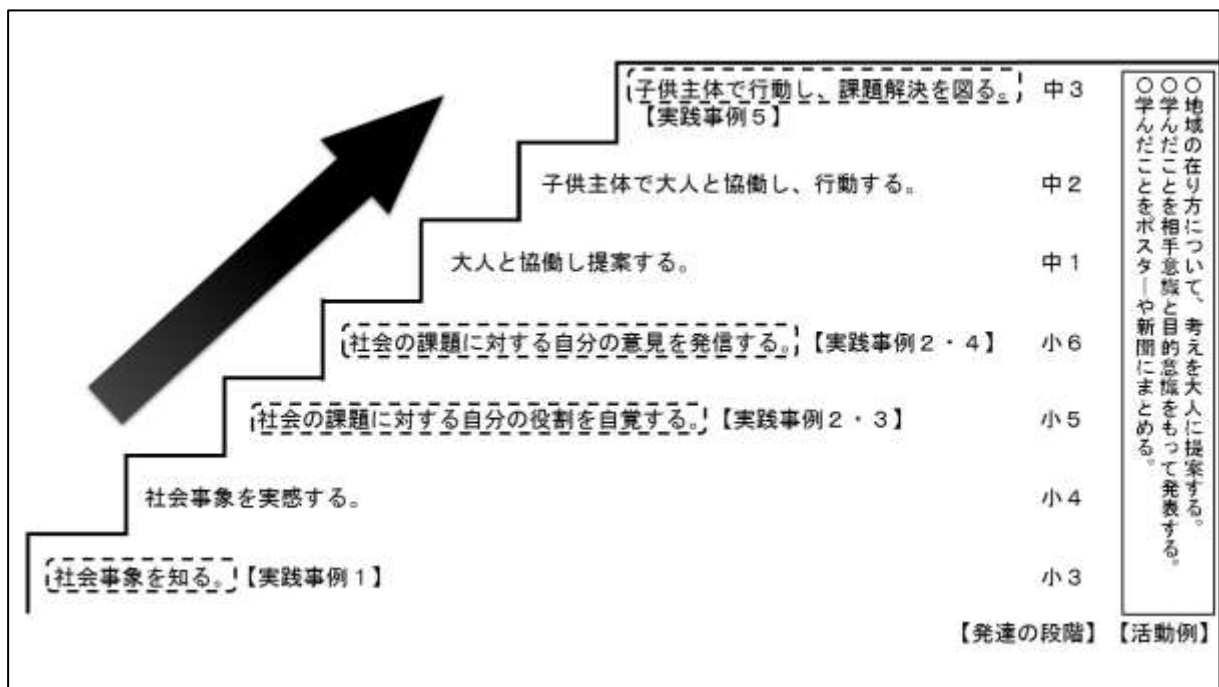 子供主体で行動し、課題解決を図る。 中3
【実践事例5】
子供主体で大人と協働し、行動する。 中2
大人と協働し提案する。 中1
社会の課題に対する自分の意見を発信する。【実践事例2・4】 小6
社会の課題に対する自分の役割を自覚する。【実践事例2・3】 小5
社会事象を実感する。 小4
社会事象を知る。【実践事例1】 小3
【発達の段階】【活動例】
○地域の在り方について、考えを大人に提案する。
○学んだことを相手意識と目的意識をもって発表する。
○学んだことをポスターや新聞にまとめる。